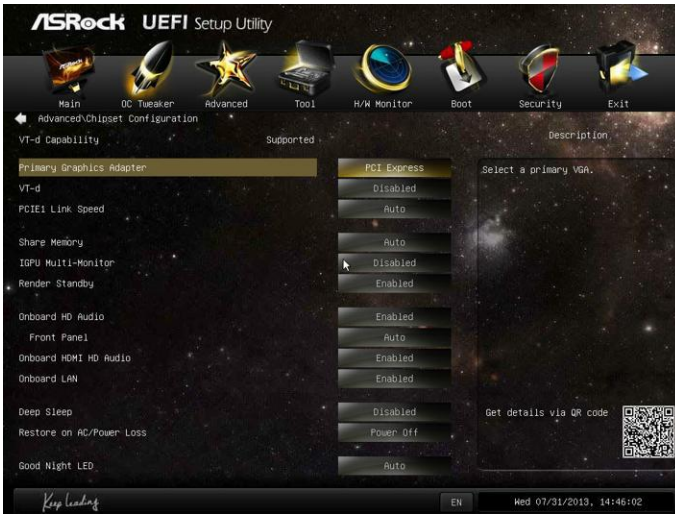 ASRock UEFI Setup Utility
Main OC Tweaker Advanced Tool H/W Monitor Boot Security Exit
Advanced\Chipset Configuration
Description
VT-d Capability Supported
Primary Graphics Adapter PCI Express
Select a primary VGA.
VT-d Disabled
PCIE1 Link Speed Auto
Share Memory Auto
IGPU Multi-Monitor Disabled
Render Standby Enabled
Onboard HD Audio Enabled
Front Panel Auto
Onboard HDMI HD Audio Enabled
Onboard LAN Enabled
Deep Sleep Disabled
Get details via QR code
Restore on AC/Power Loss Power Off
Good Night LED Auto
Keep Leading
EN
Wed 07/31/2013, 14:46:02